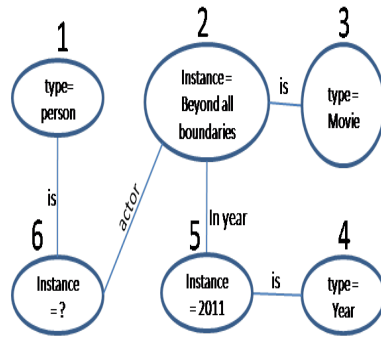 1
2
3
type=
person
Instance=
Beyond all
boundaries
is
type=
Movie
is
actor
In year
6
5
4
Instance
= ?
Instance
= 2011
is
type=
Year